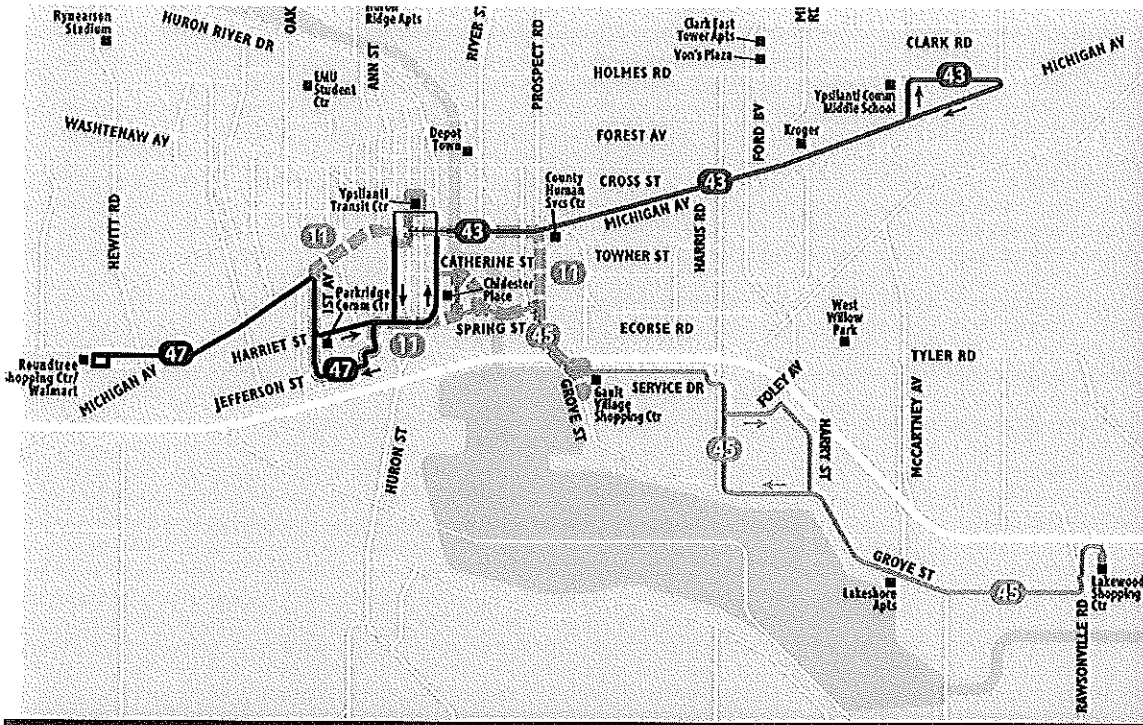 Rynearson
Stadium
HURON RIVER DR
OAK
Huron
Ridge Apts
ANN ST
RIVER S
PROSPECT RD
Clark East
Tower Apts
Von's Plaza
HOLMES RD
CLARK RD
MICHIGAN AV
43
EMU
Student
Ctr
Ypsilanti Comm
Middle School
WASHTENAW AV
Depot
Town
FOREST AV
FORD BV
Kroger
HEWITT RD
Ypsilanti
Transit Ctr
County
Human
Svcs Ctr
CROSS ST
43
MICHIGAN AV
HARRIS RD
11
43
CATHERINE ST
TOWNER ST
11
1ST AV
Parkridge
Comm Ctr
Chidester
Place
West
Willow
Park
HARRIET ST
11
SPRING ST
45
ECORSE RD
TYLER RD
47
Roundtree
Shopping Ctr/
Walmart
MICHIGAN AV
47
JEFFERSON ST
GROVE ST
Gault
Village
Shopping Ctr
SERVICE DR
FOLEY AV
HARRY ST
MCCARTNEY AV
HURON ST
45
GROVE ST
Lakeshore
Apts
45
RAWSONVILLE RD
Lakewood
Shopping
Ctr